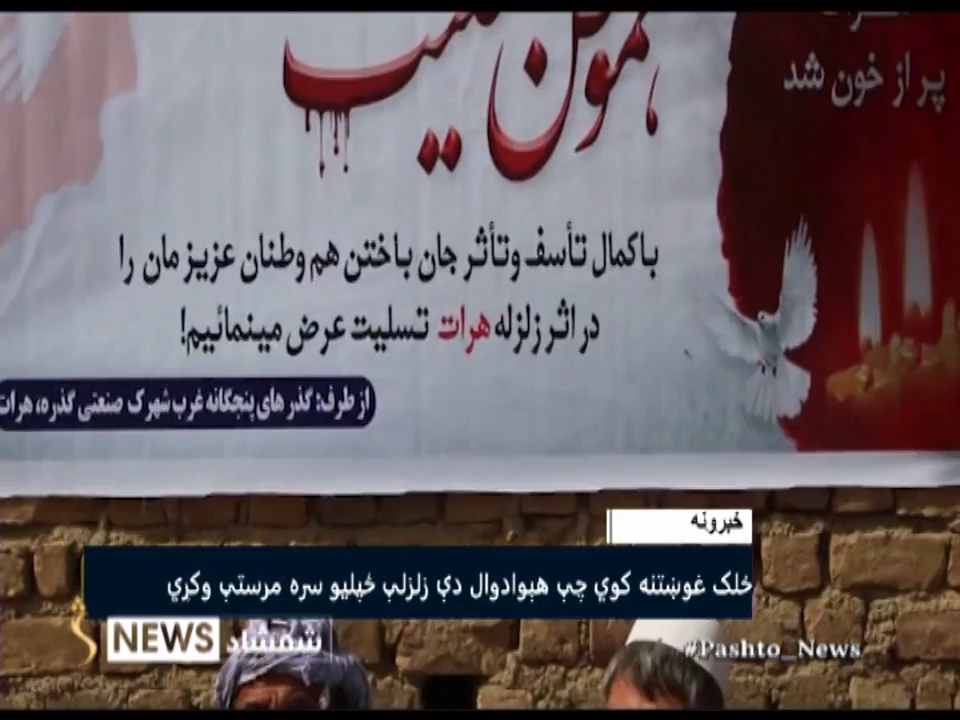 پر از خون شد
هموطن
باکمال تأسف وتأثر جان باختن هم وطنان عزیز مان را
در اثر زلزله هرات تسلیت عرض مینمائیم!
از طرف: گذر های پنجگانه غرب شهرک صنعتی گذره، هرات
خبرونه
خلک غوښتنه کوي چې هېوادوال دې زلزلې ځپلیو سره مرستې وکړي
NEWS شمشاد
#Pashto_News